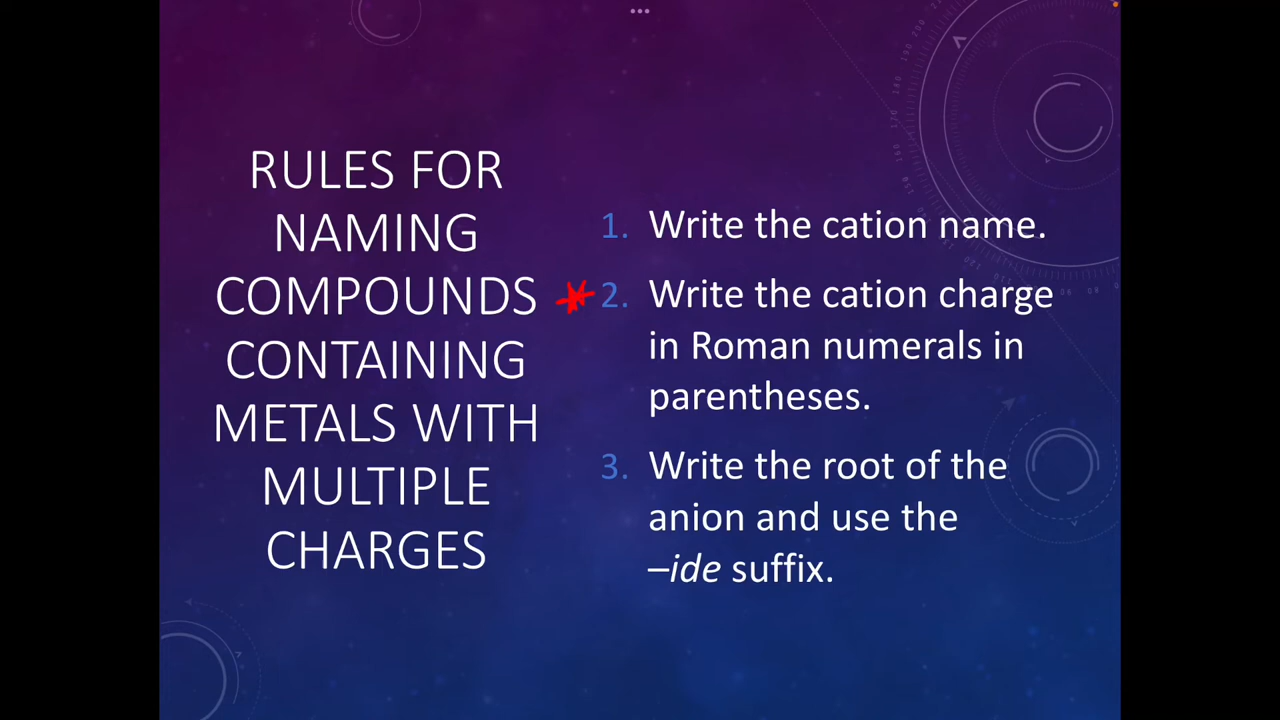 RULES FOR
NAMING
COMPOUNDS
CONTAINING
METALS WITH
MULTIPLE
CHARGES
1. Write the cation name.
2. Write the cation charge
in Roman numerals in
parentheses.
3. Write the root of the
anion and use the
–ide suffix.